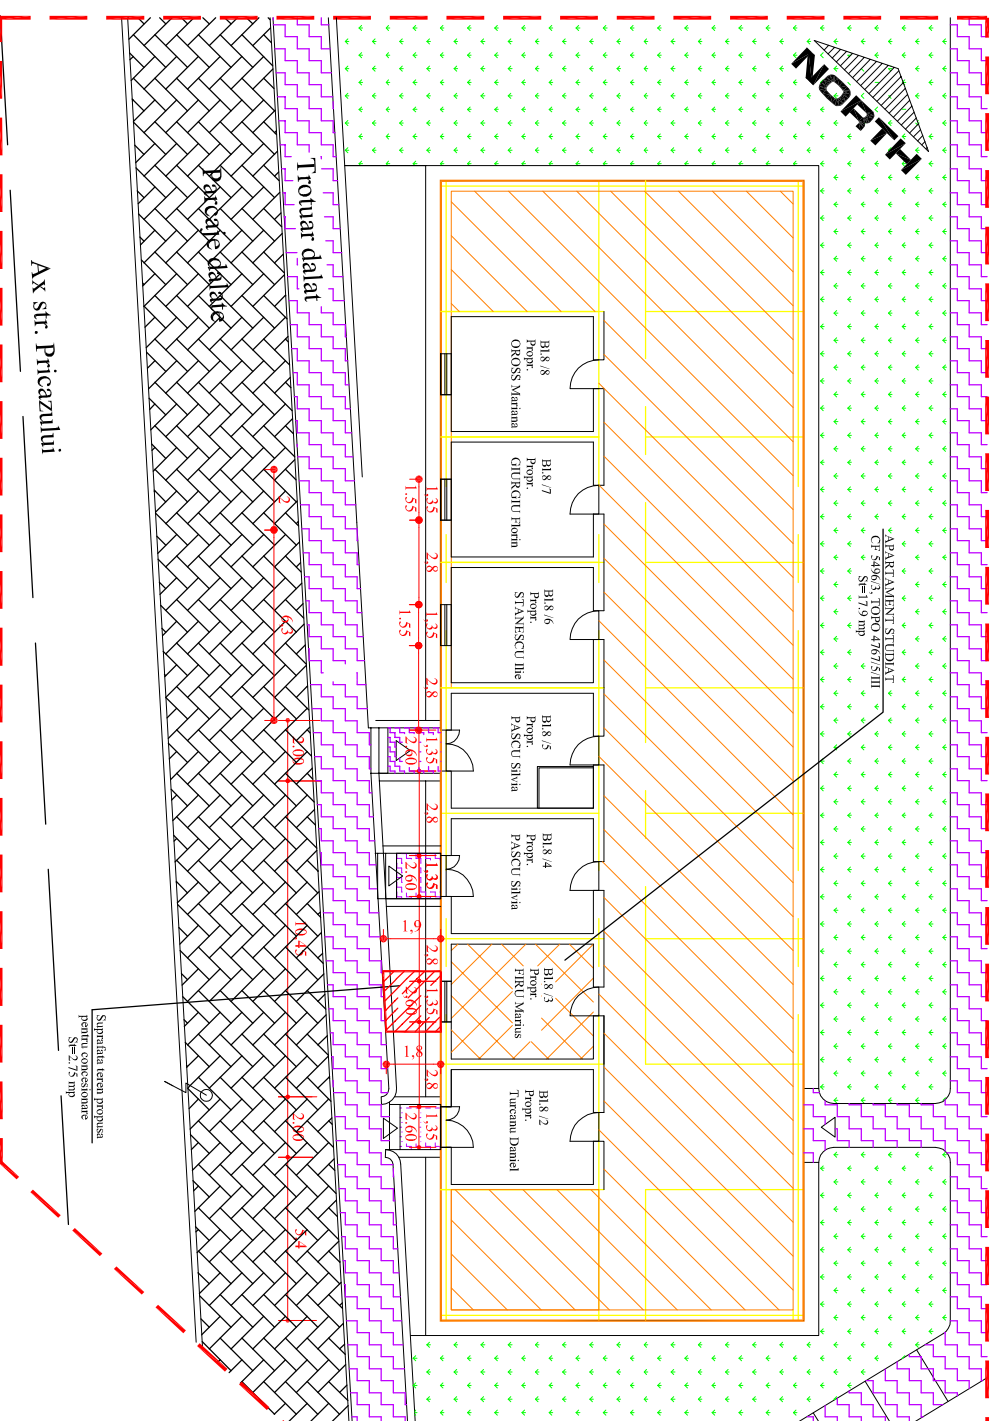 NORTH
Trotuar dalat
Parcaje dalate
Ax str. Pricazului
APARTAMENT STUDIAT
CF 5496/3, TOPO 4767/5/III
St=17.9 mp
Bl.8 /8
Propr.
OROSS Mariana
Bl.8 /7
Propr.
GIURGIU Florin
Bl.8 /6
Propr.
STANESCU Ilie
Bl.8 /5
Propr.
PASCU Silvia
Bl.8 /4
Propr.
PASCU Silvia
Bl.8 /3
Propr.
FIRU Marius
Bl.8 /2
Propr.
Turcanu Daniel
1,35
1.55
2,8
1,35
1.55
2,8
1,35
2,60
2,8
1,35
2,60
1,9
2,8
1,35
2,60
1,8
2,8
1,35
2,60
2
6,3
2.00
10,45
2.00
5,4
Suprafata teren propusa
pentru concesionare
St=2.75 mp